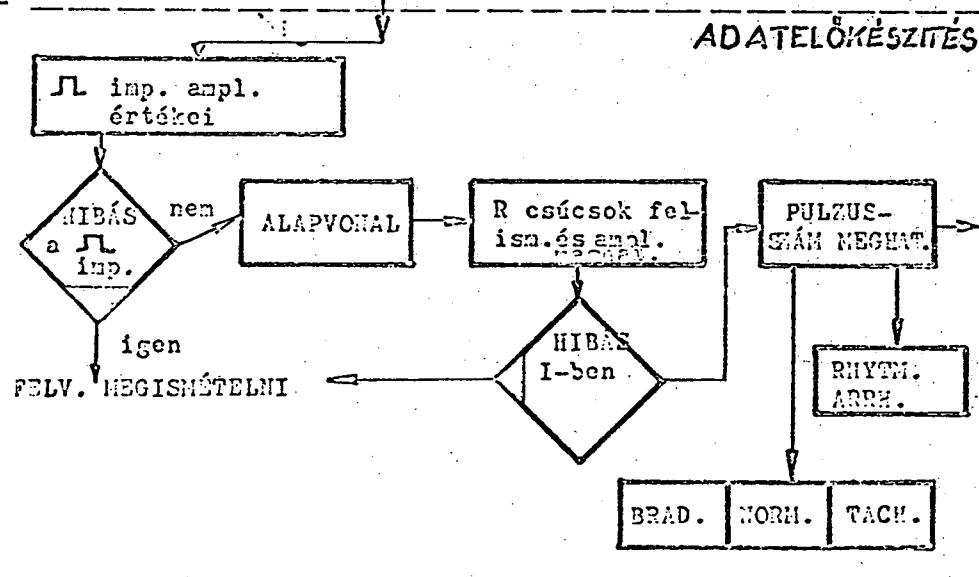 ADATELŐKÉSZÍTÉS
imp. ampl.
értékei
HIBÁS
a
imp.
nem
igen
FELV. MEGISMÉTELNI
ALAPVONAL
R csúcsok fel-
ism.és ampl.
HIBÁS
I-ben
PULZUS-
SZÁM MEGHAT.
RHYTM.
ARRH.
BRAD.
NORM.
TACH.